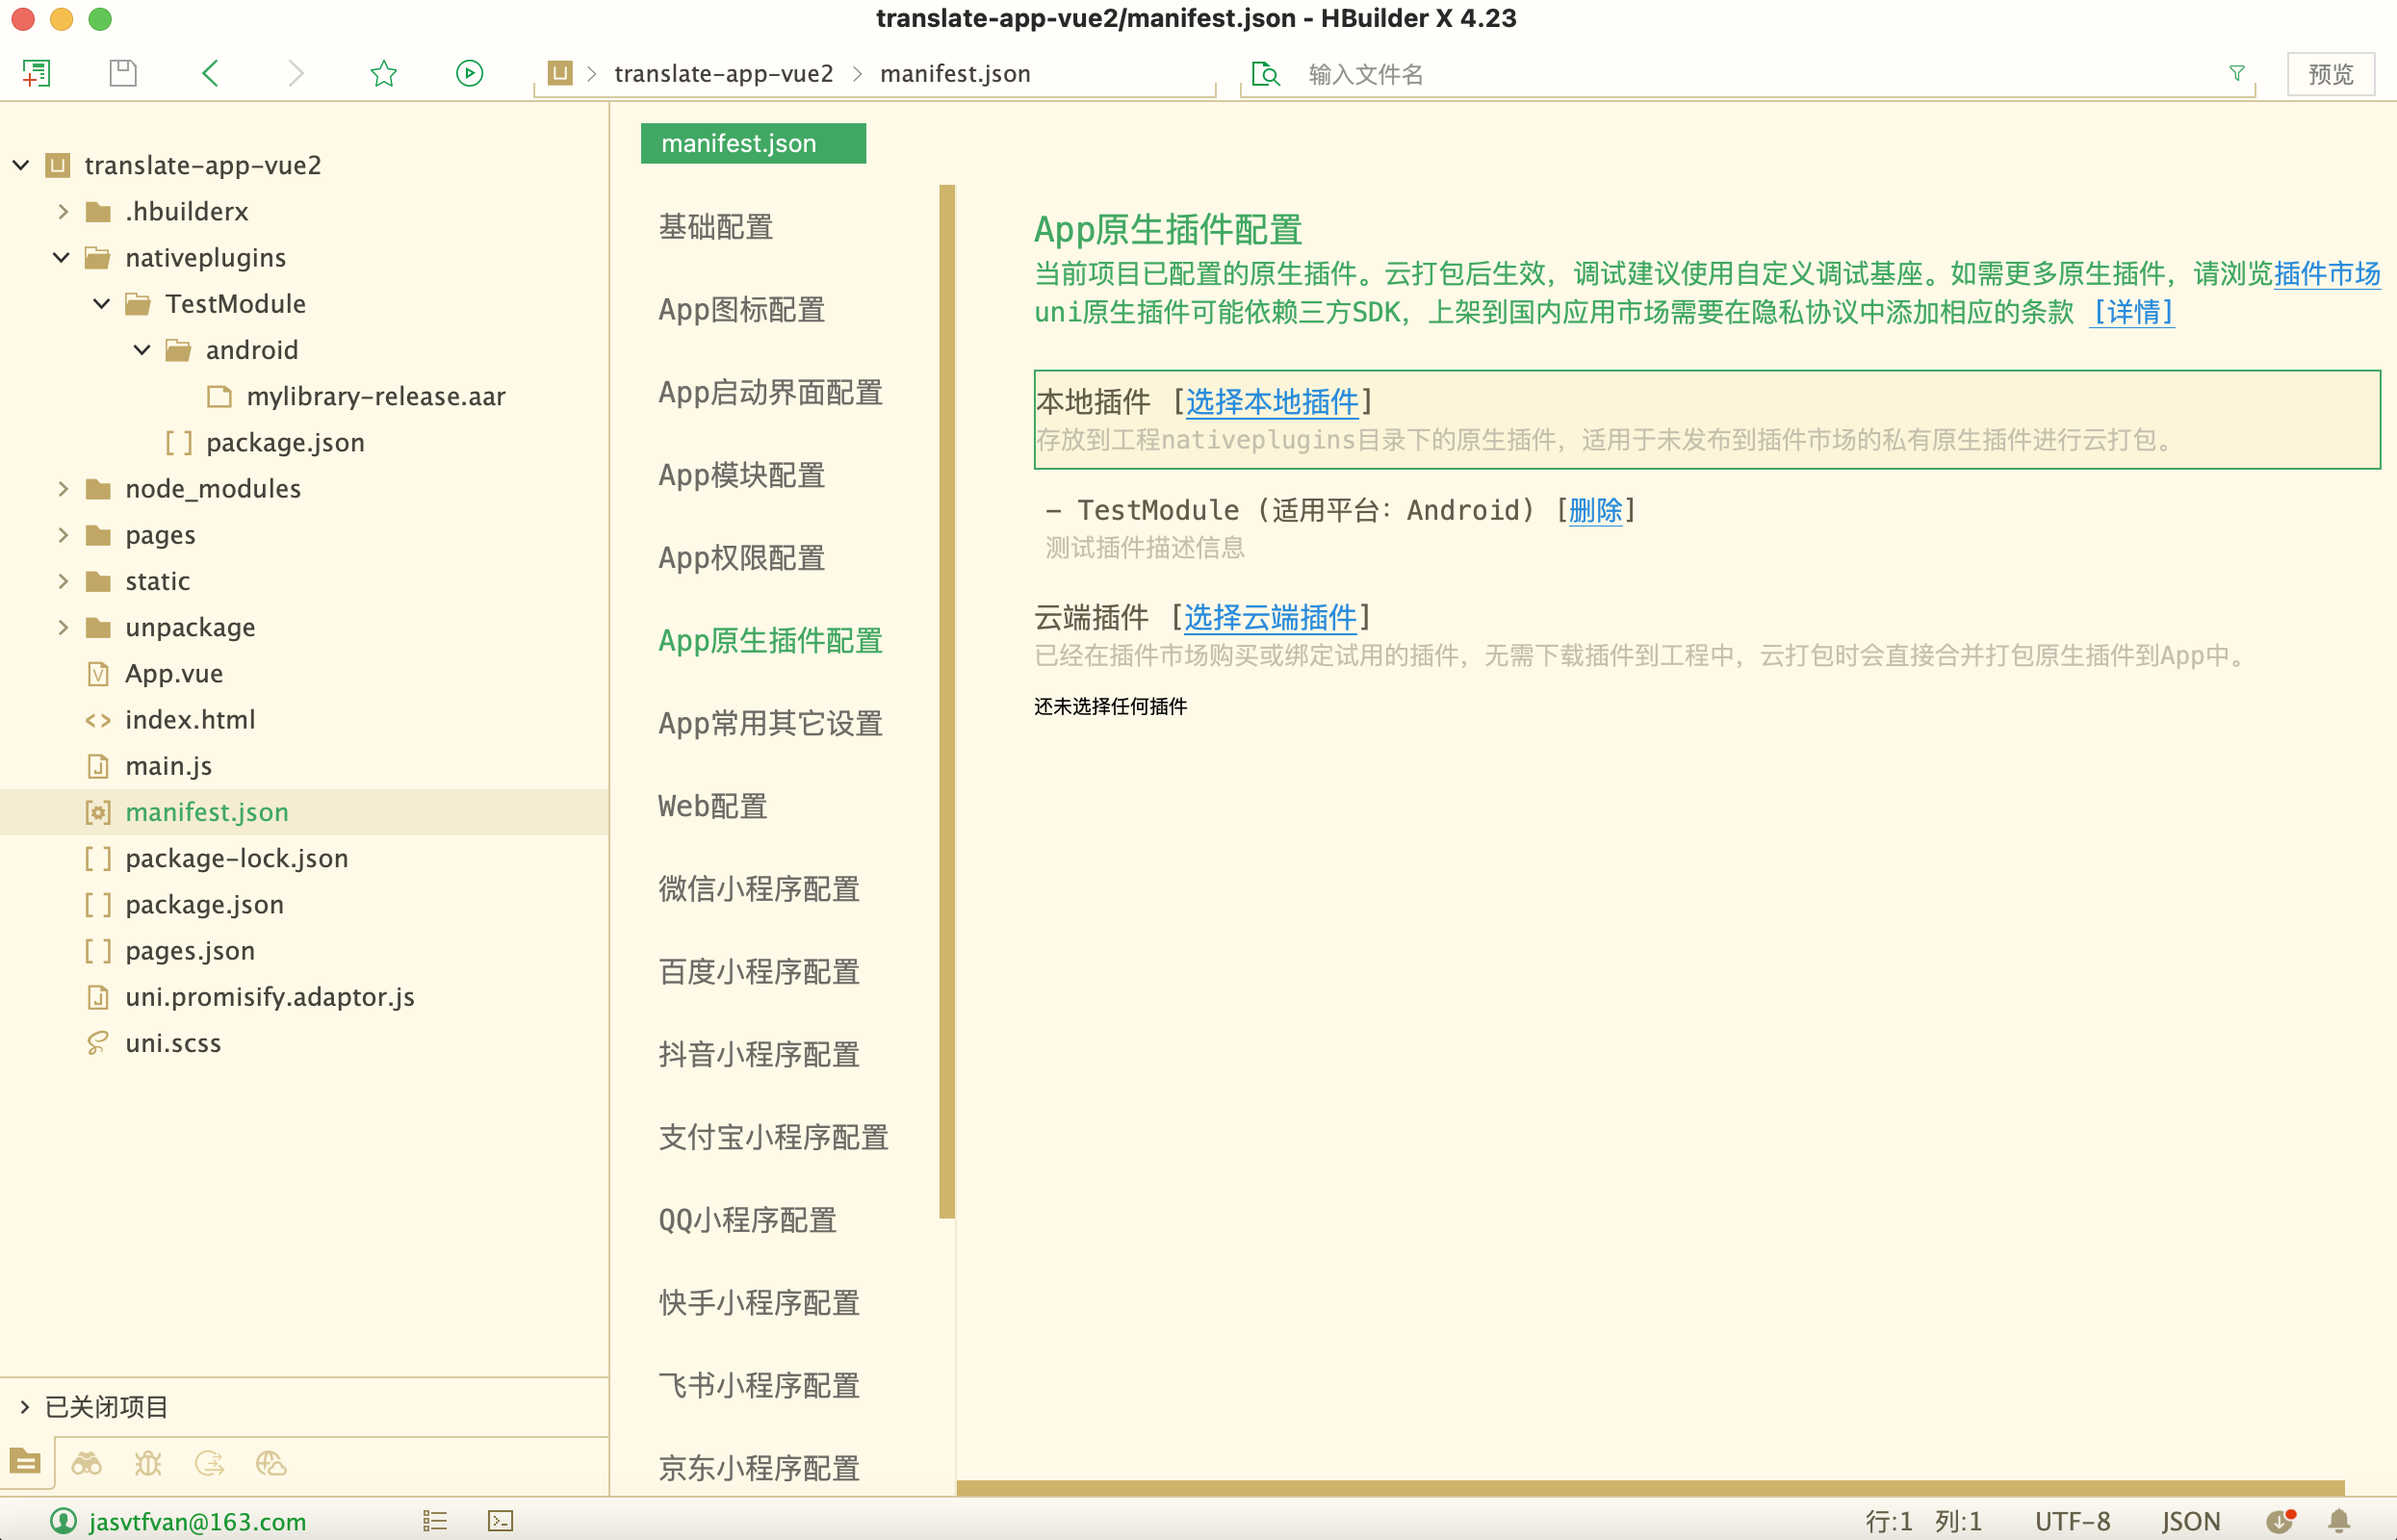 translate-app-vue2/manifest.json - HBuilder X 4.23
translate-app-vue2
manifest.json
输入文件名
预览
translate-app-vue2
.hbuilderx
nativeplugins
TestModule
android
mylibrary-release.aar
package.json
node_modules
pages
static
unpackage
App.vue
index.html
main.js
manifest.json
package-lock.json
package.json
pages.json
uni.promisify.adaptor.js
uni.scss
已关闭项目
manifest.json
基础配置
App图标配置
App启动界面配置
App模块配置
App权限配置
App原生插件配置
App常用其它设置
Web配置
微信小程序配置
百度小程序配置
抖音小程序配置
支付宝小程序配置
QQ小程序配置
快手小程序配置
飞书小程序配置
京东小程序配置
App原生插件配置
当前项目已配置的原生插件。云打包后生效，调试建议使用自定义调试基座。如需更多原生插件，请浏览插件市场
uni原生插件可能依赖三方SDK，上架到国内应用市场需要在隐私协议中添加相应的条款 [详情]
本地插件 [选择本地插件]
存放到工程nativeplugins目录下的原生插件，适用于未发布到插件市场的私有原生插件进行云打包。
- TestModule (适用平台：Android) [删除]
测试插件描述信息
云端插件 [选择云端插件]
已经在插件市场购买或绑定试用的插件，无需下载插件到工程中，云打包时会直接合并打包原生插件到App中。
还未选择任何插件
jasvtfvan@163.com
行:1 列:1
UTF-8
JSON